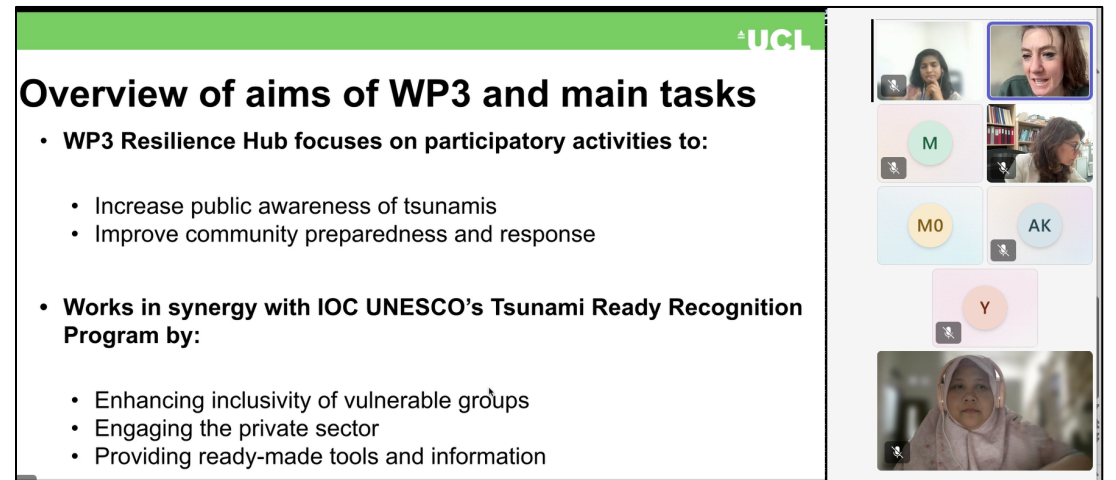 UCL
Overview of aims of WP3 and main tasks
• WP3 Resilience Hub focuses on participatory activities to:
• Increase public awareness of tsunamis
• Improve community preparedness and response
• Works in synergy with IOC UNESCO’s Tsunami Ready Recognition
Program by:
• Enhancing inclusivity of vulnerable groups
• Engaging the private sector
• Providing ready-made tools and information
M
M0
AK
Y